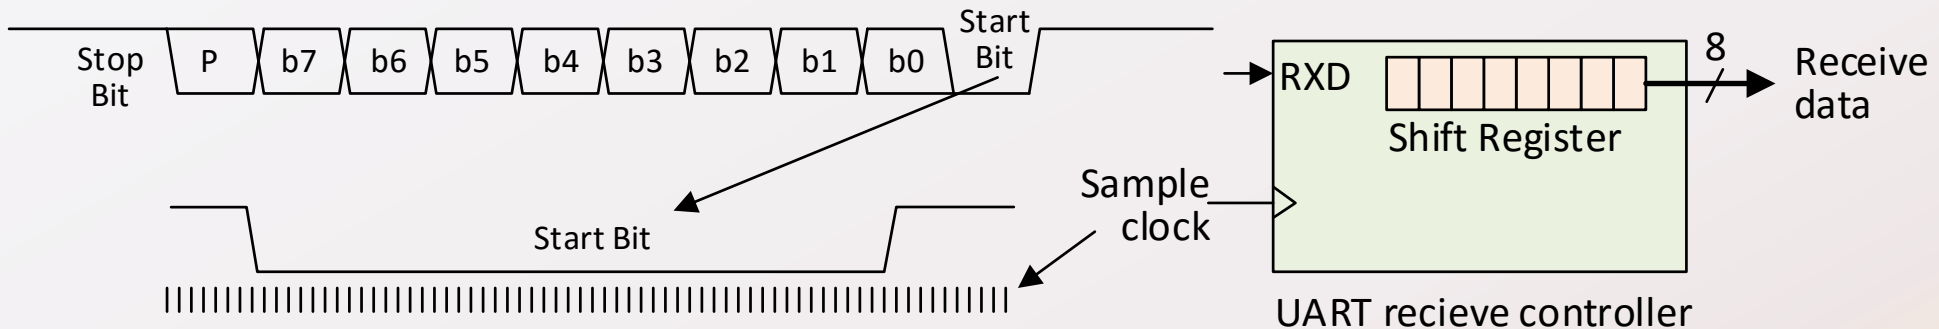 Stop
Bit
P
b7
b6
b5
b4
b3
b2
b1
b0
Start
Bit
RXD
Shift Register
8
Receive
data
Start Bit
Sample
clock
UART recieve controller